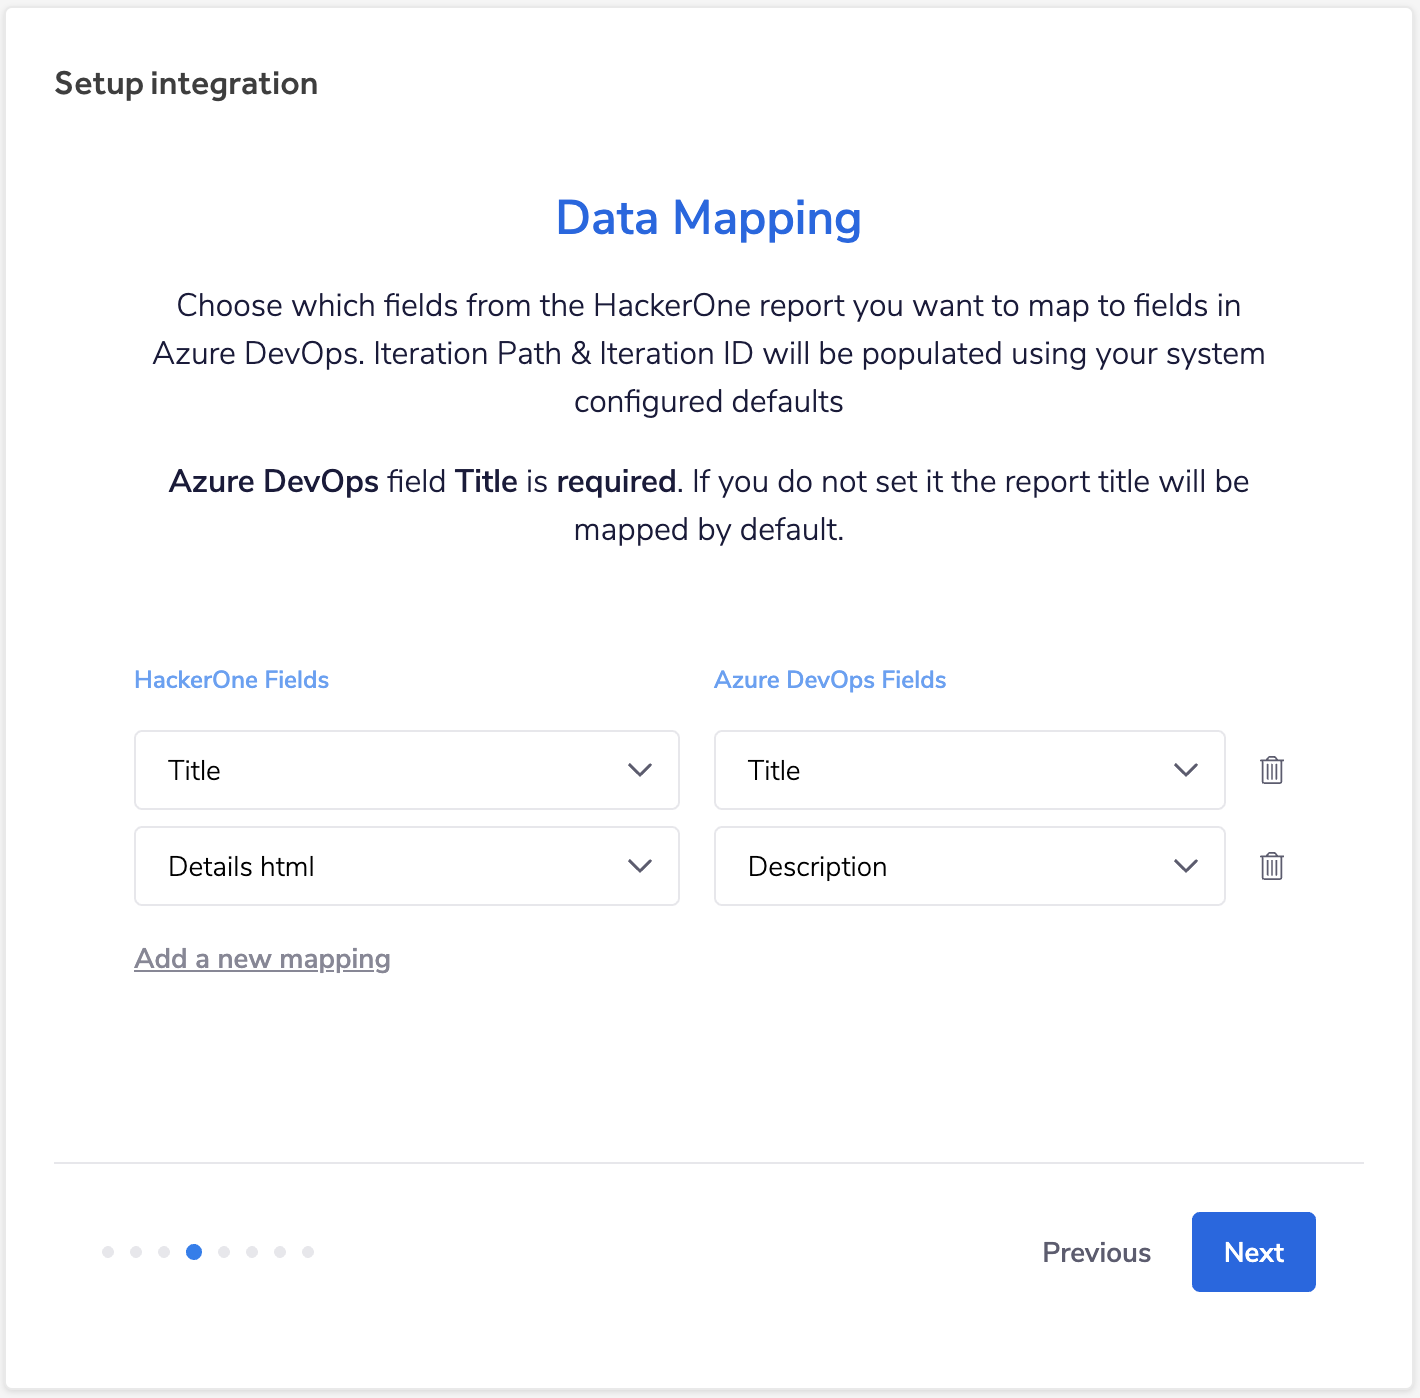 Setup integration
Data Mapping
Choose which fields from the HackerOne report you want to map to fields in
Azure DevOps. Iteration Path & Iteration ID will be populated using your system
configured defaults
Azure DevOps field Title is required. If you do not set it the report title will be
mapped by default.
HackerOne Fields
Azure DevOps Fields
Title
Title
Details html
Description
Add a new mapping
Previous
Next